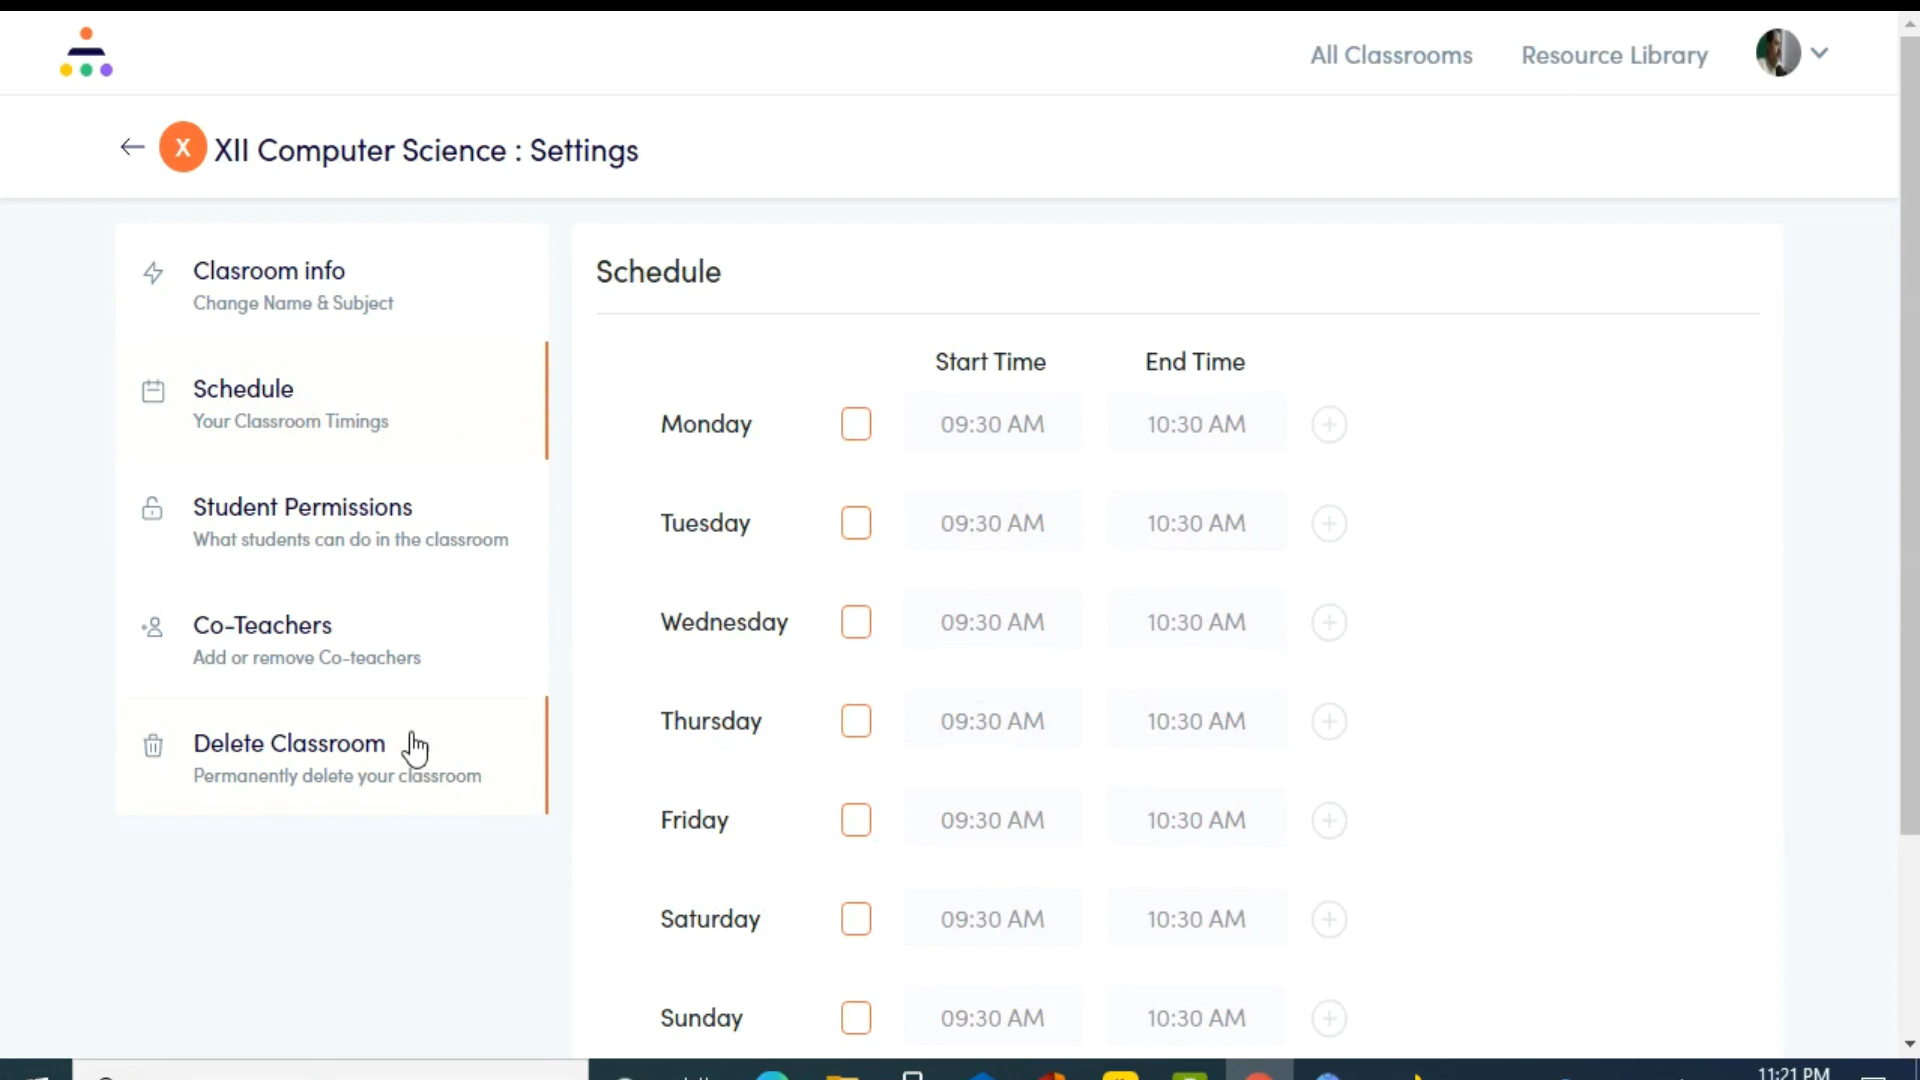 All Classrooms
Resource Library
X
XII Computer Science : Settings
Clasroom info
Change Name & Subject
Schedule
Your Classroom Timings
Student Permissions
What students can do in the classroom
Co-Teachers
Add or remove Co-teachers
Delete Classroom
Permanently delete your classroom
Schedule
Start Time End Time
Monday 09:30 AM 10:30 AM
Tuesday 09:30 AM 10:30 AM
Wednesday 09:30 AM 10:30 AM
Thursday 09:30 AM 10:30 AM
Friday 09:30 AM 10:30 AM
Saturday 09:30 AM 10:30 AM
Sunday 09:30 AM 10:30 AM
11:21 PM